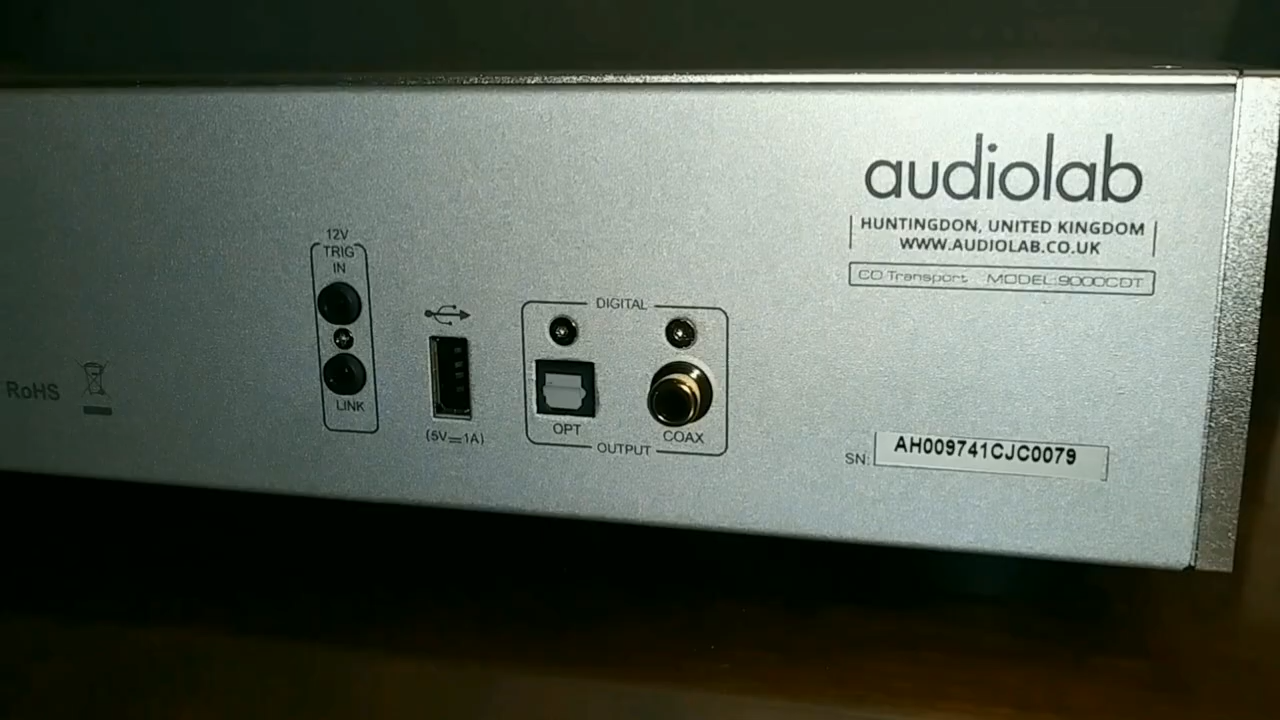 audiolab
HUNTINGDON, UNITED KINGDOM
WWW.AUDIOLAB.CO.UK
CD Transport MODEL:9000CDT
12V
TRIG
IN
LINK
(5V⎓1A)
DIGITAL
OPT
COAX
OUTPUT
RoHS
SN:
AH009741CJC0079